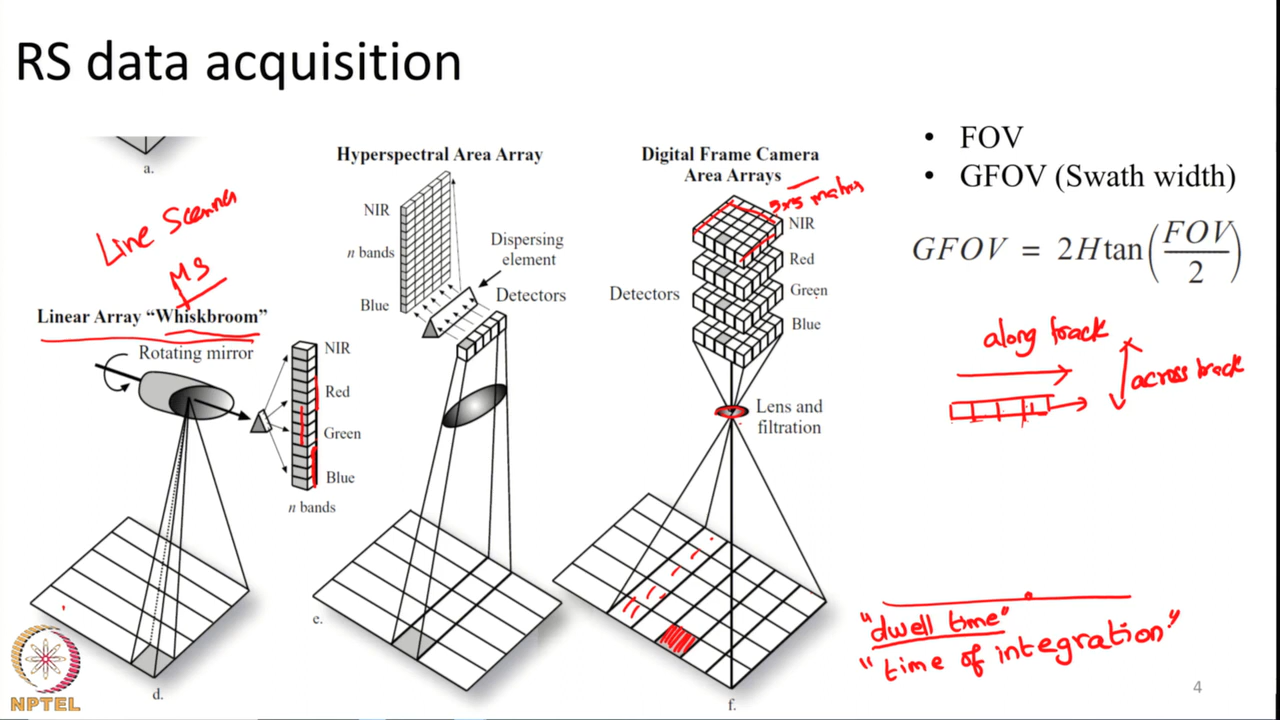 RS data acquisition
a.
Line Scanner
MS
Linear Array “Whiskbroom”
Rotating mirror
NIR
Red
Green
Blue
n bands
d.
Hyperspectral Area Array
NIR
n bands
Blue
Dispersing
element
Detectors
e.
Digital Frame Camera
Area Arrays
5x5 matrix
NIR
Red
Green
Blue
Detectors
Lens and
filtration
f.
• FOV
• GFOV (Swath width)
GFOV = 2H tan(FOV/2)
along track
across track
"dwell time"
"time of integration"
4
NPTEL